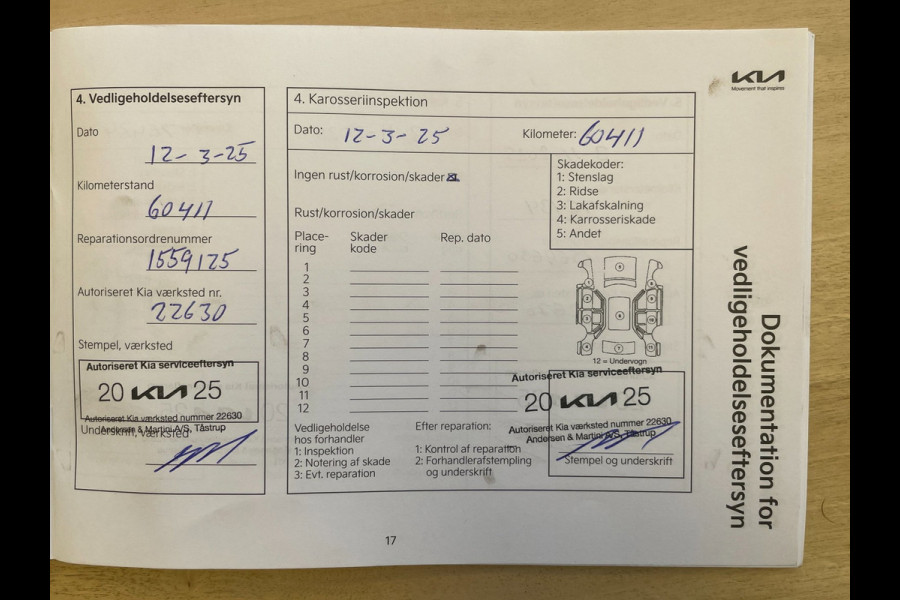 KIA
Movement that inspires
4. Vedligeholdelseseftersyn
Dato
12-3-25
Kilometerstand
60411
Reparationsordrenummer
1559125
Autoriseret Kia værksted nr.
22630
Stempel, værksted
Autoriseret Kia serviceeftersyn
20 KIA 25
Autoriseret Kia værksted nummer 22630
Andersen & Martini A/S, Tåstrup
Underskrift, værksted
4. Karosseriinspektion
Dato: 12-3-25
Kilometer: 60411
Ingen rust/korrosion/skader
Skadekoder:
1: Stenslag
2: Ridse
3: Lakafskalning
4: Karrosseriskade
5: Andet
Rust/korrosion/skader
Place-
ring
Skader
kode
Rep. dato
1
2
3
4
5
6
7
8
9
10
11
12
12 = Undervogn
Vedligeholdelse
hos forhandler
1: Inspektion
2: Notering af skade
3: Evt. reparation
Efter reparation:
1: Kontrol af reparation
2: Forhandlerafstempling
og underskrift
Autoriseret Kia serviceeftersyn
20 KIA 25
Autoriseret Kia værksted nummer 22630
Andersen & Martini A/S, Tåstrup
Stempel og underskrift
Dokumentation for
vedligeholdelseseftersyn
17